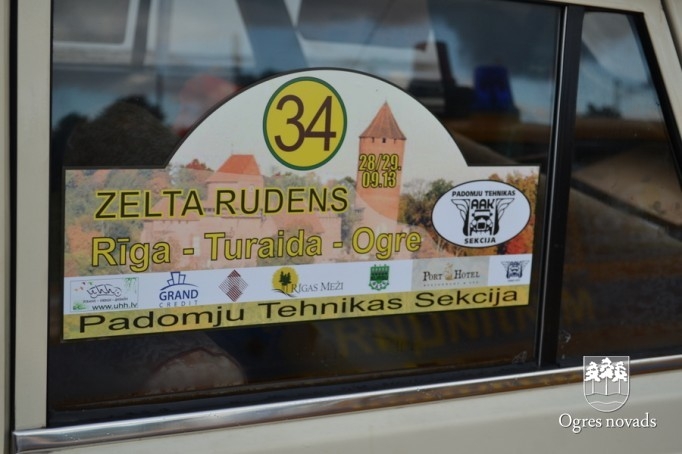 34
28/29.
09.13
ZELTA RUDENS
Rīga - Turaida - Ogre
PADOMJU TEHNIKAS
AAK
SEKCIJA
www.uhh.lv
GRAND
CREDIT
RĪGAS MEŽI
PORT HOTEL
Padomju Tehnikas Sekcija
Ogres novads